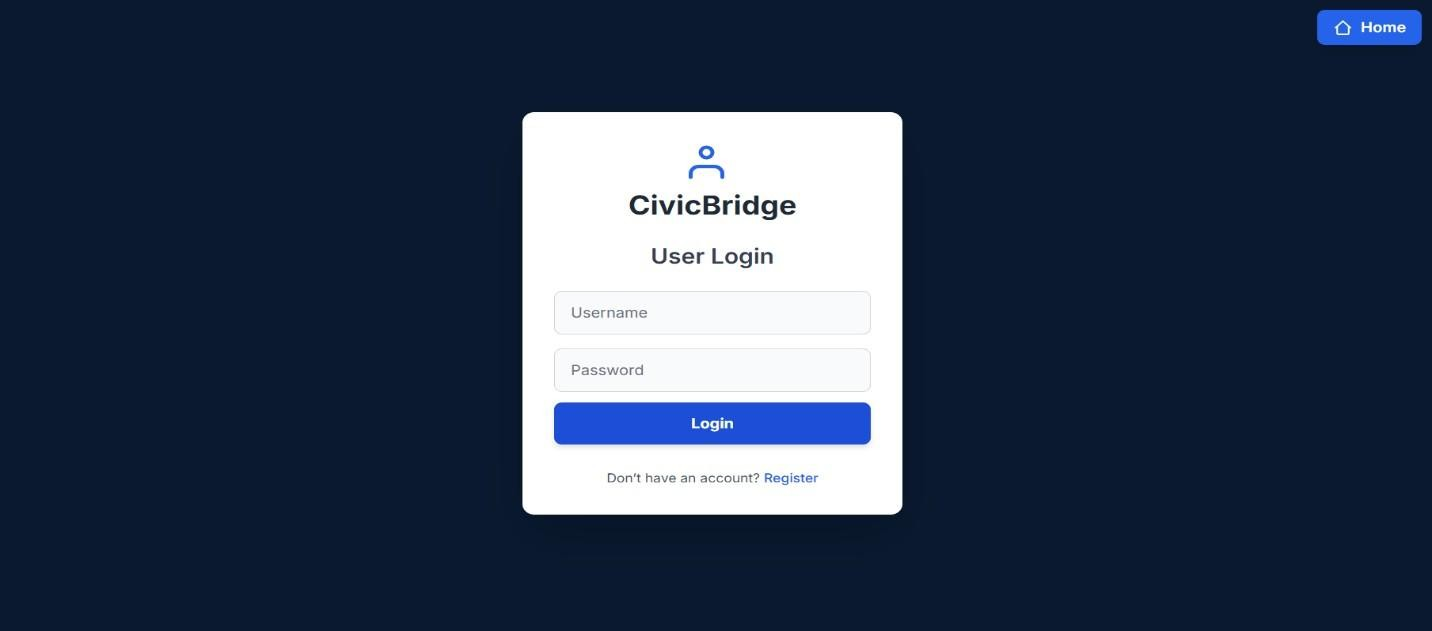 Home
CivicBridge
User Login
Username
Password
Login
Don't have an account? Register